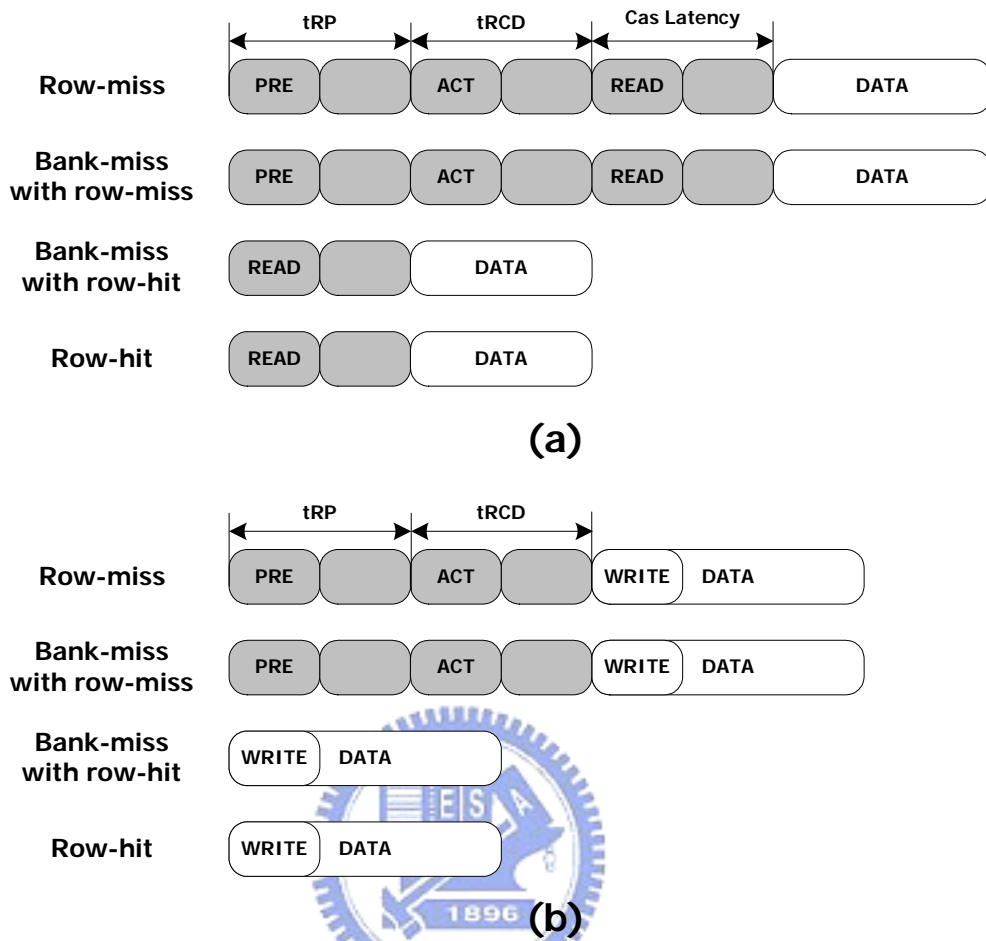 tRP tRCD Cas Latency
Row-miss PRE ACT READ DATA
Bank-miss
with row-miss PRE ACT READ DATA
Bank-miss
with row-hit READ DATA
Row-hit READ DATA
(a)
tRP tRCD
Row-miss PRE ACT WRITE DATA
Bank-miss
with row-miss PRE ACT WRITE DATA
Bank-miss
with row-hit WRITE DATA
E S A
Row-hit WRITE DATA
1896
(b)